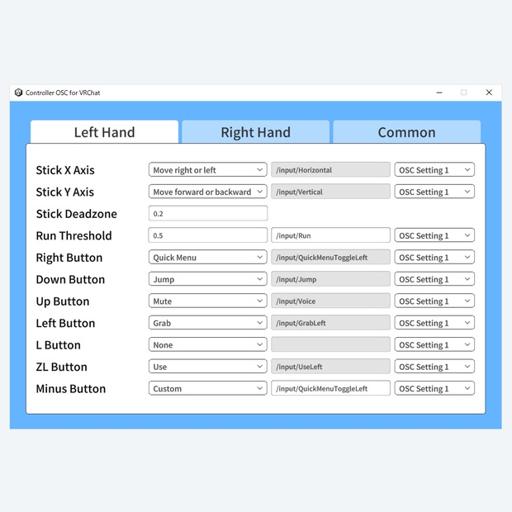 Controller OSC for VRChat
Left Hand Right Hand Common
Stick X Axis Move right or left /input/Horizontal OSC Setting 1
Stick Y Axis Move forward or backward /input/Vertical OSC Setting 1
Stick Deadzone 0.2
Run Threshold 0.5 /input/Run OSC Setting 1
Right Button Quick Menu /input/QuickMenuToggleLeft OSC Setting 1
Down Button Jump /input/Jump OSC Setting 1
Up Button Mute /input/Voice OSC Setting 1
Left Button Grab /input/GrabLeft OSC Setting 1
L Button None OSC Setting 1
ZL Button Use /input/UseLeft OSC Setting 1
Minus Button Custom /input/QuickMenuToggleLeft OSC Setting 1